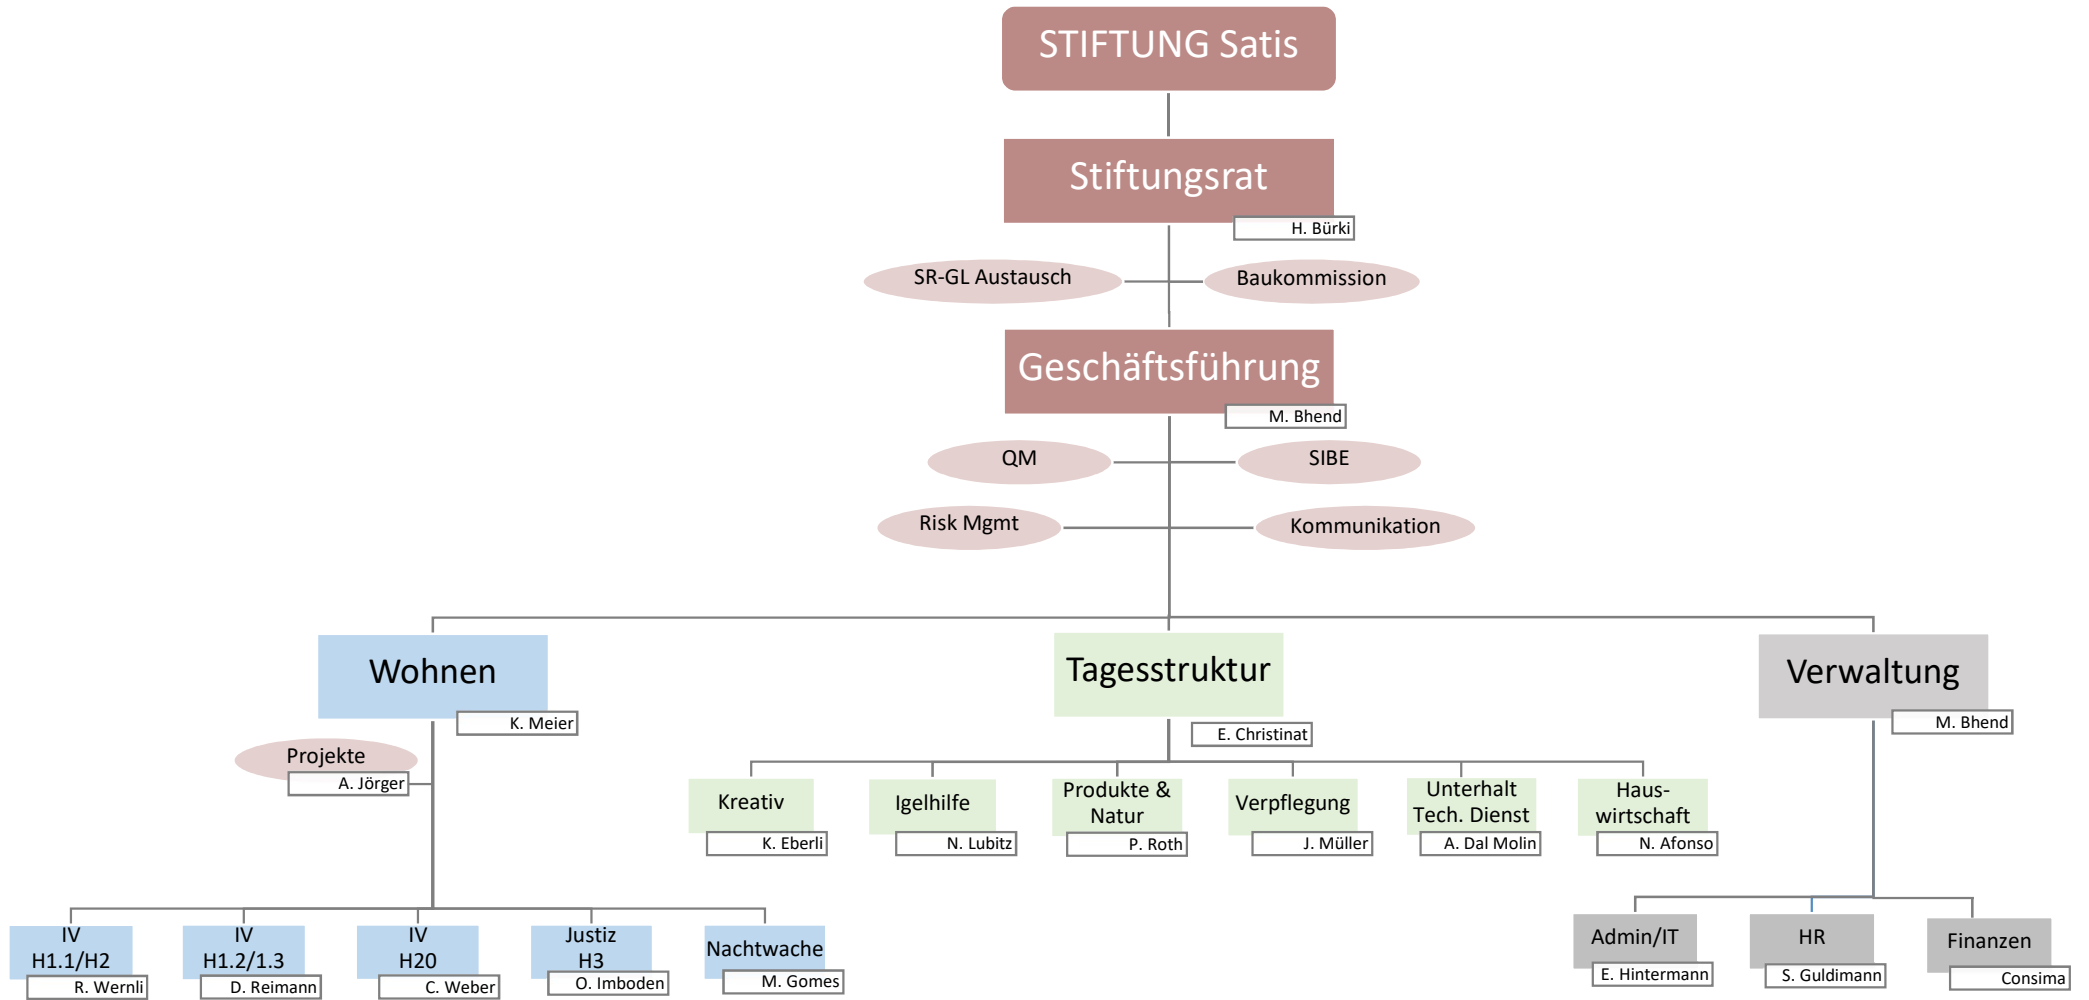 STIFTUNG Satis
Stiftungsrat
H. Bürki
SR-GL Austausch
Baukommission
Geschäftsführung
M. Bhend
QM
SIBE
Risk Mgmt
Kommunikation
Wohnen
K. Meier
Projekte
A. Jörger
Tagesstruktur
E. Christinat
Verwaltung
M. Bhend
Kreativ
K. Eberli
Igelhilfe
N. Lubitz
Produkte &
Natur
P. Roth
Verpflegung
J. Müller
Unterhalt
Tech. Dienst
A. Dal Molin
Haus-
wirtschaft
N. Afonso
IV
H1.1/H2
R. Wernli
IV
H1.2/1.3
D. Reimann
IV
H20
C. Weber
Justiz
H3
O. Imboden
Nachtwache
M. Gomes
Admin/IT
E. Hintermann
HR
S. Guldimann
Finanzen
Consima